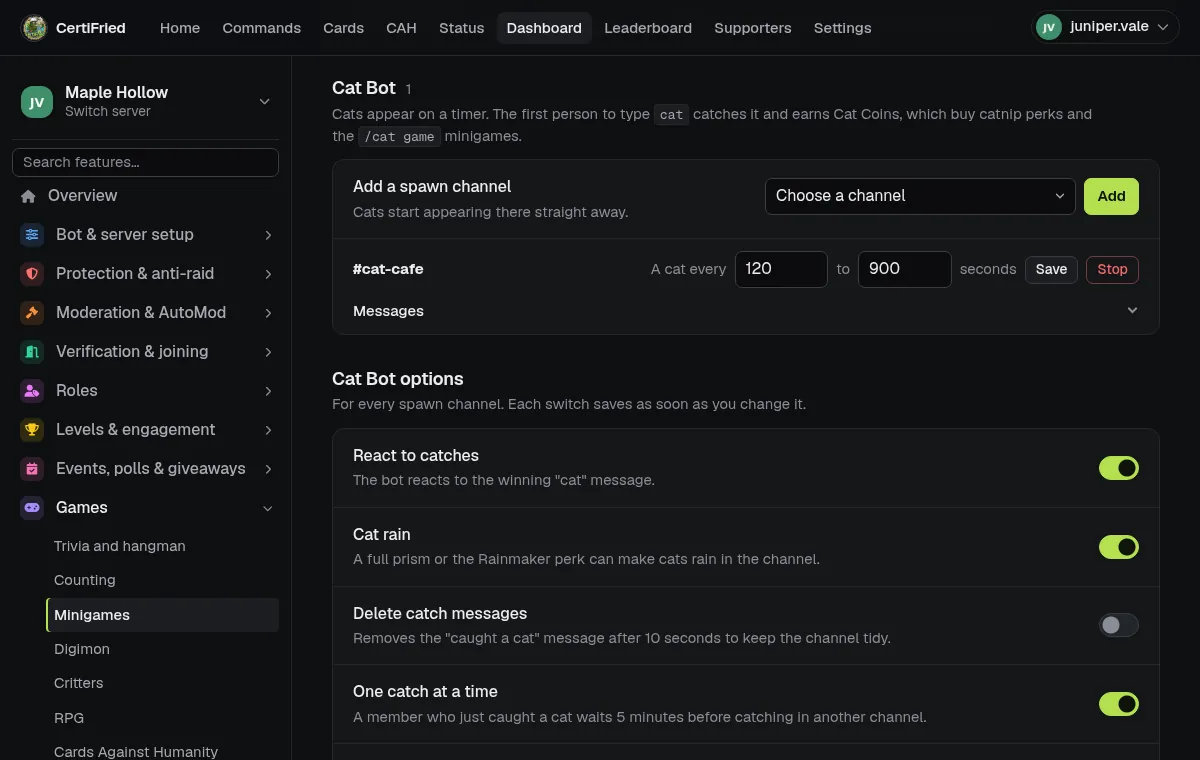 CertiFried
Home
Commands
Cards
CAH
Status
Dashboard
Leaderboard
Supporters
Settings
JV
juniper.vale
JV
Maple Hollow
Switch server
Search features...
Overview
Bot & server setup
Protection & anti-raid
Moderation & AutoMod
Verification & joining
Roles
Levels & engagement
Events, polls & giveaways
Games
Trivia and hangman
Counting
Minigames
Digimon
Critters
RPG
Cards Against Humanity
Cat Bot 1
Cats appear on a timer. The first person to type cat catches it and earns Cat Coins, which buy catnip perks and
the /cat game minigames.
Add a spawn channel
Cats start appearing there straight away.
Choose a channel
Add
#cat-cafe
A cat every 120 to 900 seconds
Save
Stop
Messages
Cat Bot options
For every spawn channel. Each switch saves as soon as you change it.
React to catches
The bot reacts to the winning "cat" message.
Cat rain
A full prism or the Rainmaker perk can make cats rain in the channel.
Delete catch messages
Removes the "caught a cat" message after 10 seconds to keep the channel tidy.
One catch at a time
A member who just caught a cat waits 5 minutes before catching in another channel.